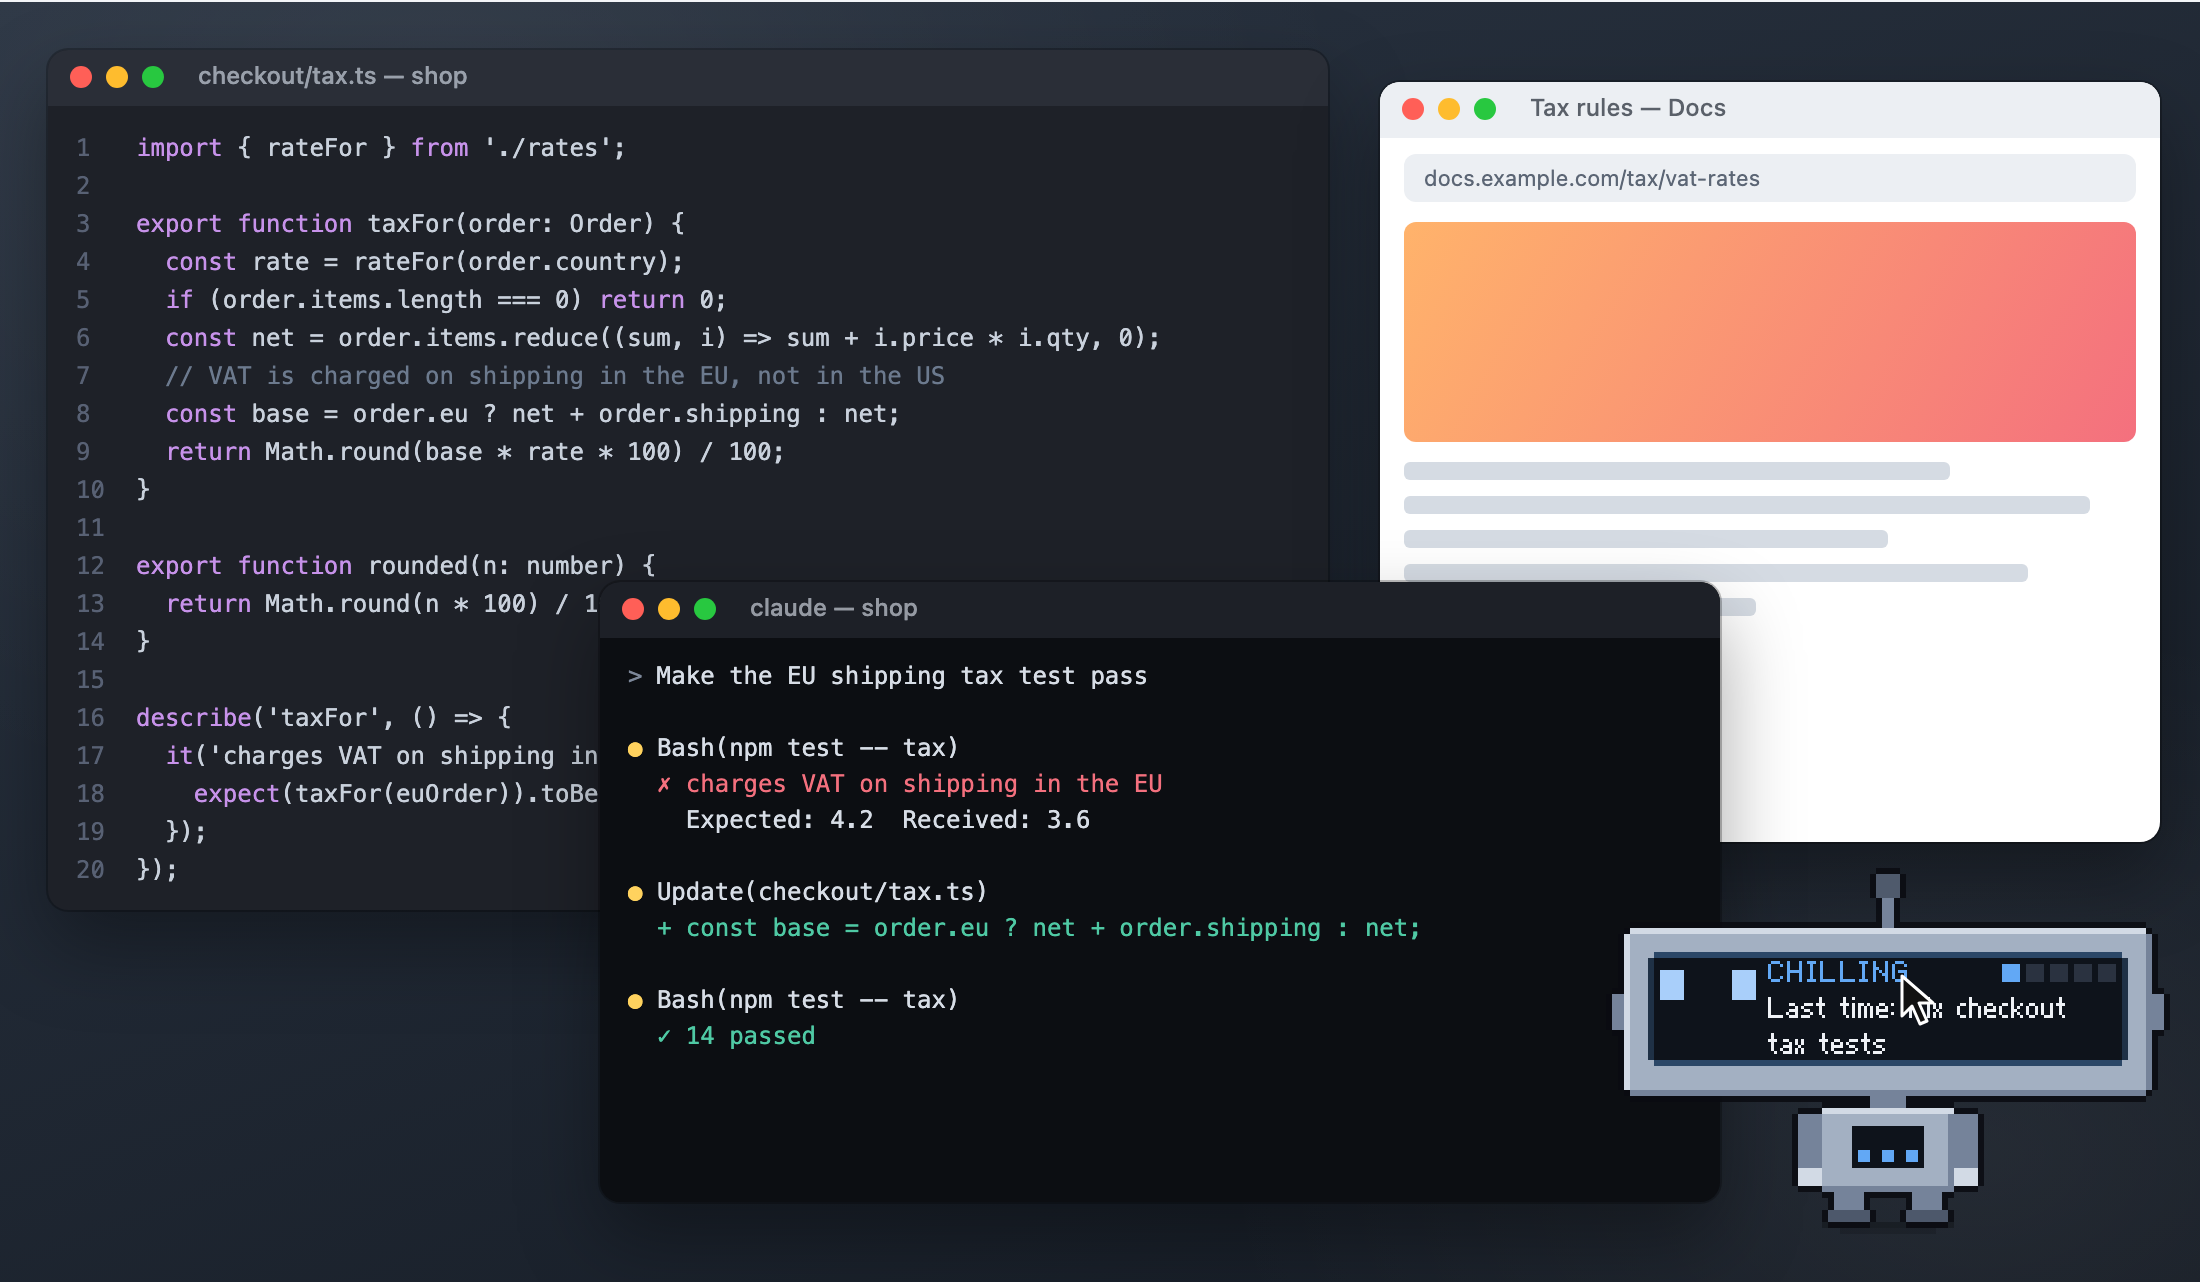 checkout/tax.ts — shop
1 import { rateFor } from './rates';
2
3 export function taxFor(order: Order) {
4 const rate = rateFor(order.country);
5 if (order.items.length === 0) return 0;
6 const net = order.items.reduce((sum, i) => sum + i.price * i.qty, 0);
7 // VAT is charged on shipping in the EU, not in the US
8 const base = order.eu ? net + order.shipping : net;
9 return Math.round(base * rate * 100) / 100;
10 }
11
12 export function rounded(n: number) {
13 return Math.round(n * 100) / 1
14 }
15
16 describe('taxFor', () => {
17 it('charges VAT on shipping in
18 expect(taxFor(euOrder)).toBe
19 });
20 });
Tax rules — Docs
docs.example.com/tax/vat-rates
claude — shop
> Make the EU shipping tax test pass
● Bash(npm test -- tax)
✗ charges VAT on shipping in the EU
Expected: 4.2 Received: 3.6
● Update(checkout/tax.ts)
+ const base = order.eu ? net + order.shipping : net;
● Bash(npm test -- tax)
✓ 14 passed
CHILLING
Last time: checkout
tax tests